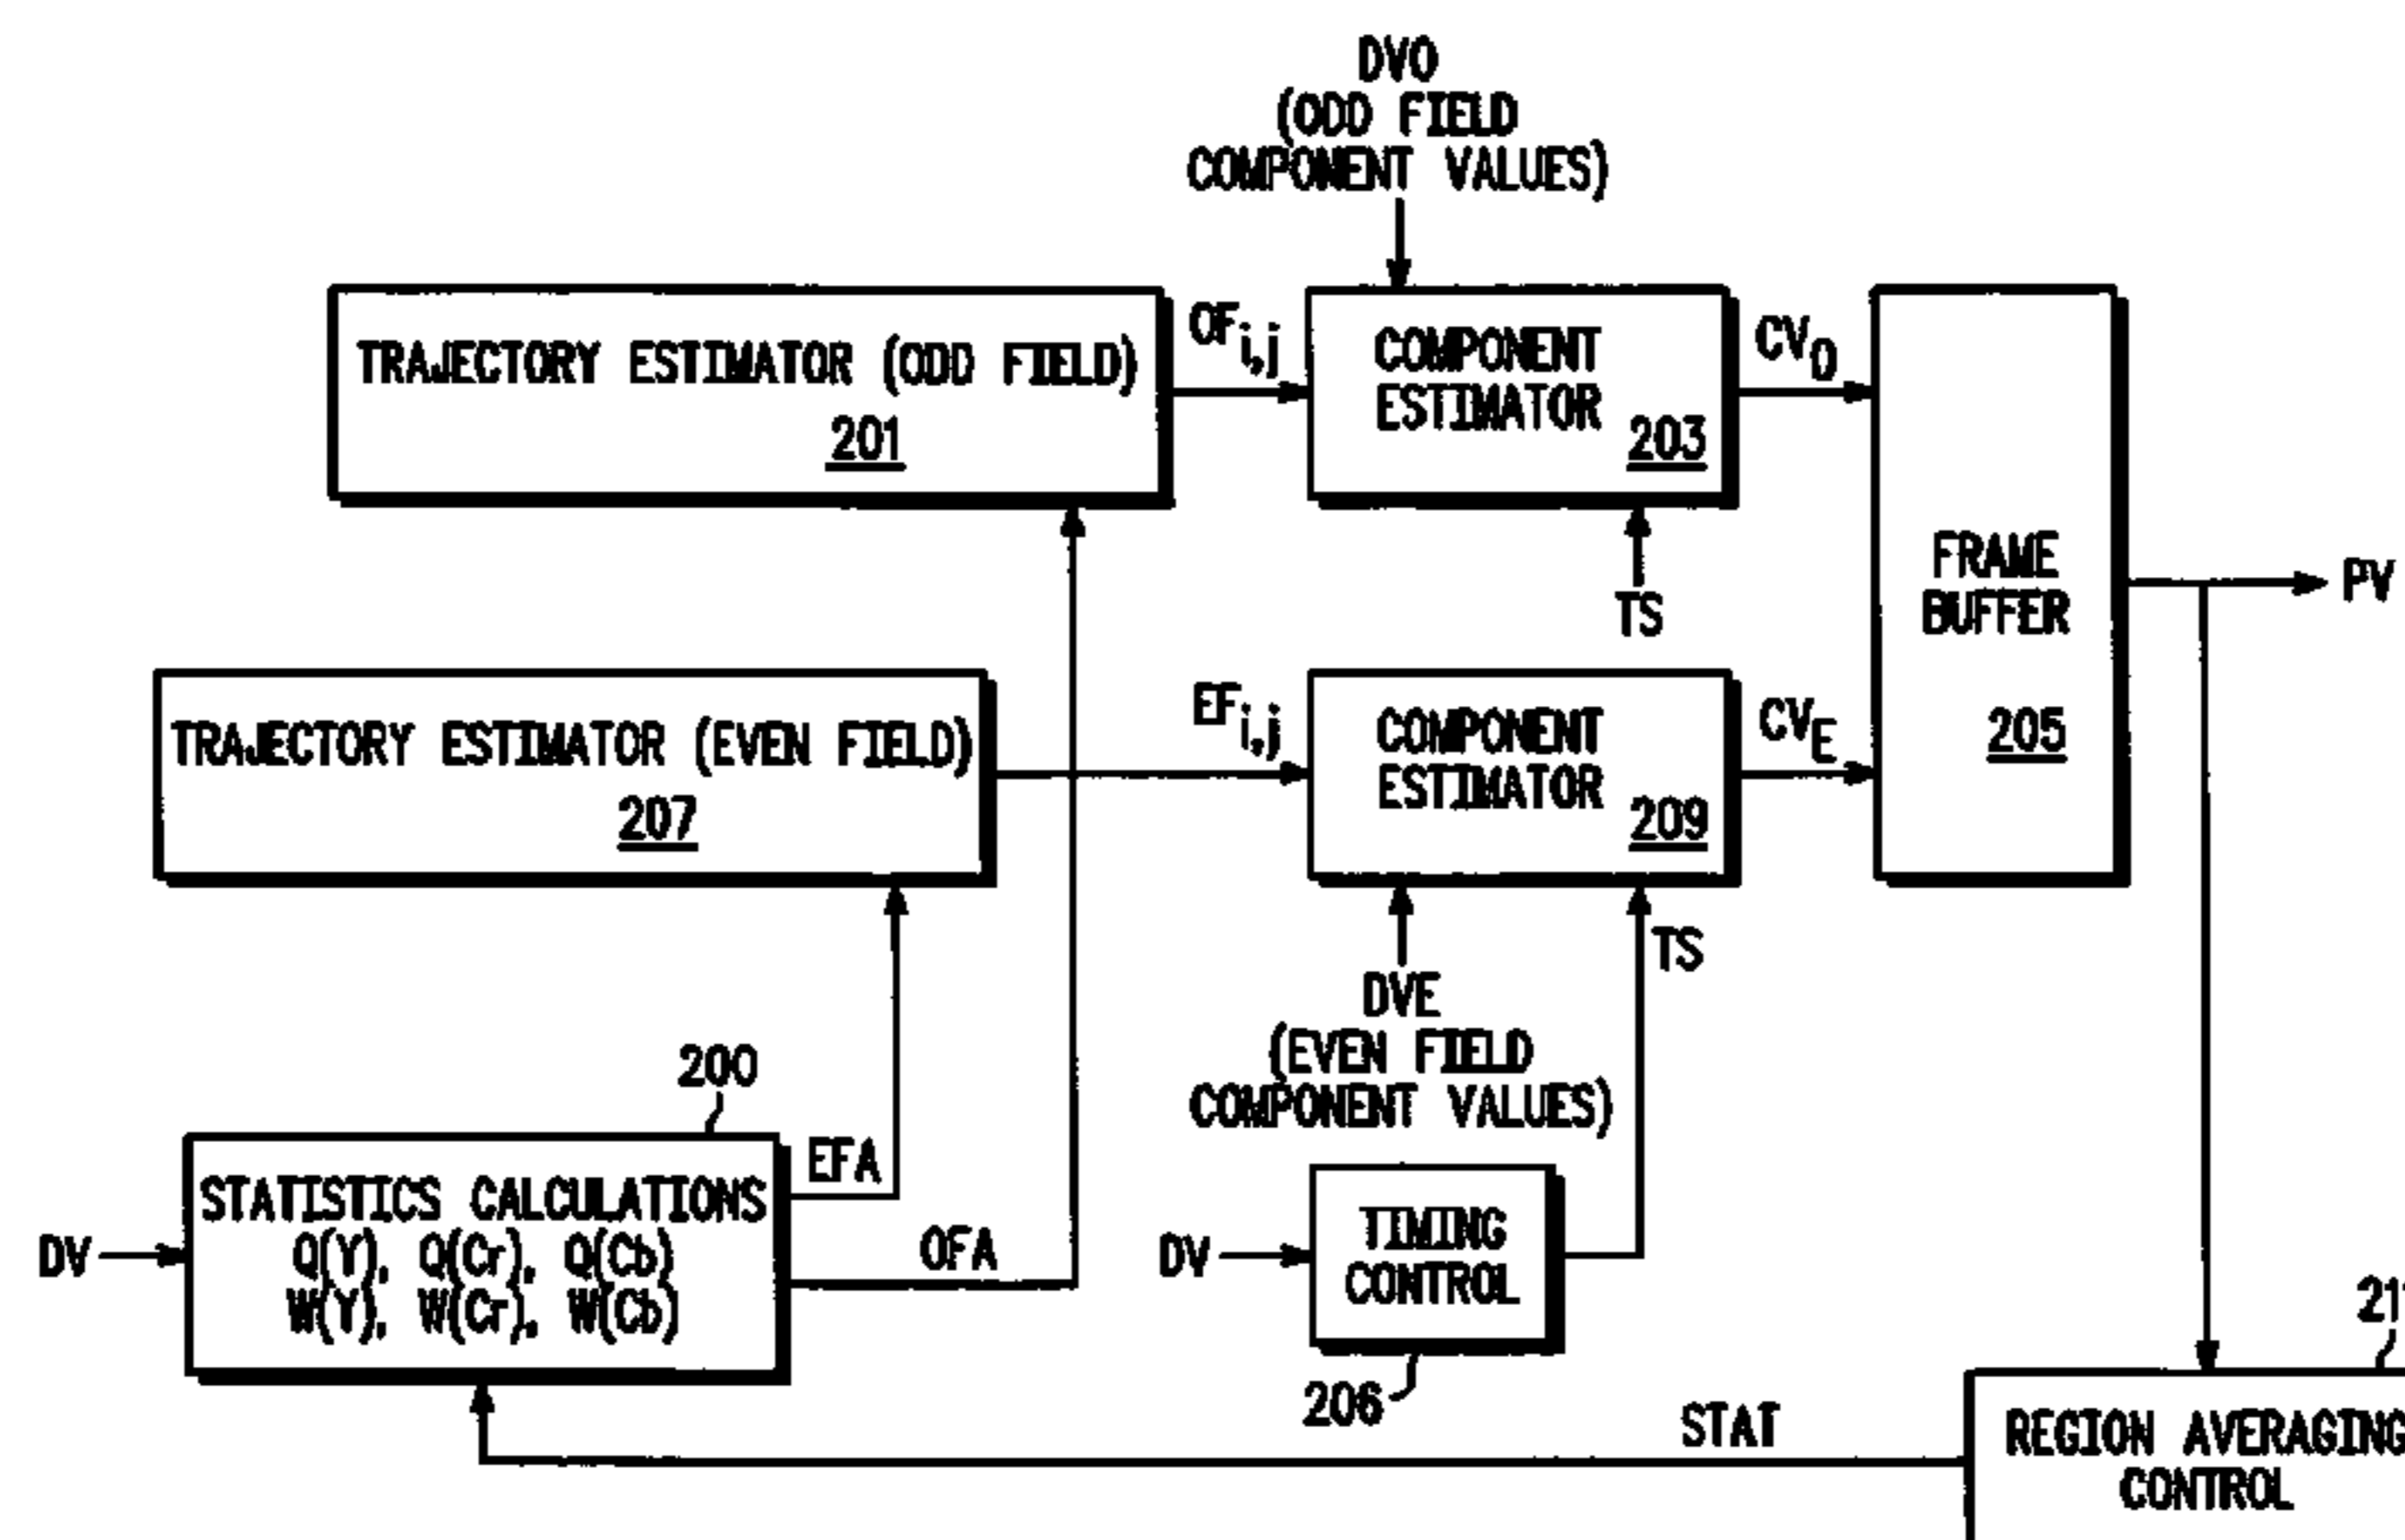 DVO
(ODD FIELD
COMPONENT VALUES)
TRAJECTORY ESTIMATOR (ODD FIELD)
201
OFi,j
COMPONENT
ESTIMATOR
203
CVO
TS
FRAME
BUFFER
205
PV
TRAJECTORY ESTIMATOR (EVEN FIELD)
207
EFi,j
COMPONENT
ESTIMATOR
209
CVE
TS
DVE
(EVEN FIELD
COMPONENT VALUES)
200
EFA
STATISTICS CALCULATIONS
Q(Y), Q(Cr), Q(Cb)
W(Y), W(Cr), W(Cb)
DV
OFA
DV
TIMING
CONTROL
206
STAT
REGION AVERAGING
CONTROL